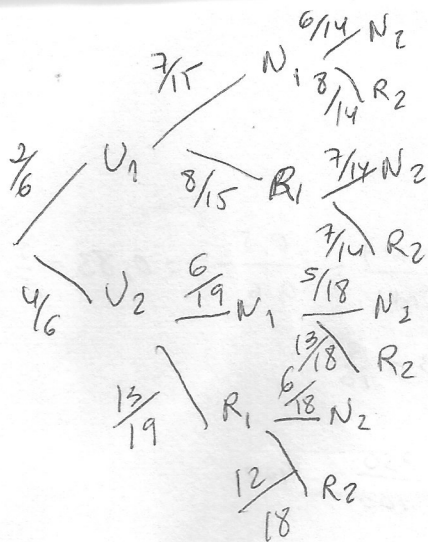 6/14 N₂
7/15 N₁
8/14 R₂
2/6 U₁
8/15 R₁ 7/14 N₂
7/14 R₂
4/6 U₂ 6/19 N₁ 5/18 N₂
13/18 R₂
13/19 R₁ 6/18 N₂
12/18 R₂